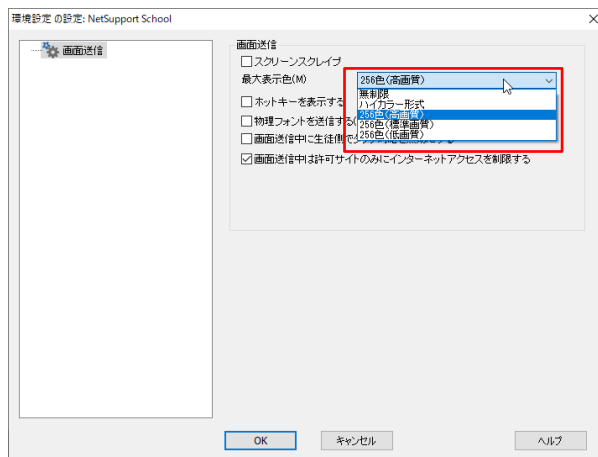 環境設定 の設定: NetSupport School
画面送信
画面送信
スクリーンスクレイプ
最大表示色(M)
256色(高画質)
無制限
ハイカラー形式
256色(高画質)
256色(標準画質)
256色(低画質)
ホットキーを表示する
物理フォントを送信する(
画面送信中に生徒側で
画面送信中は許可サイトのみにインターネットアクセスを制限する
OK
キャンセル
ヘルプ